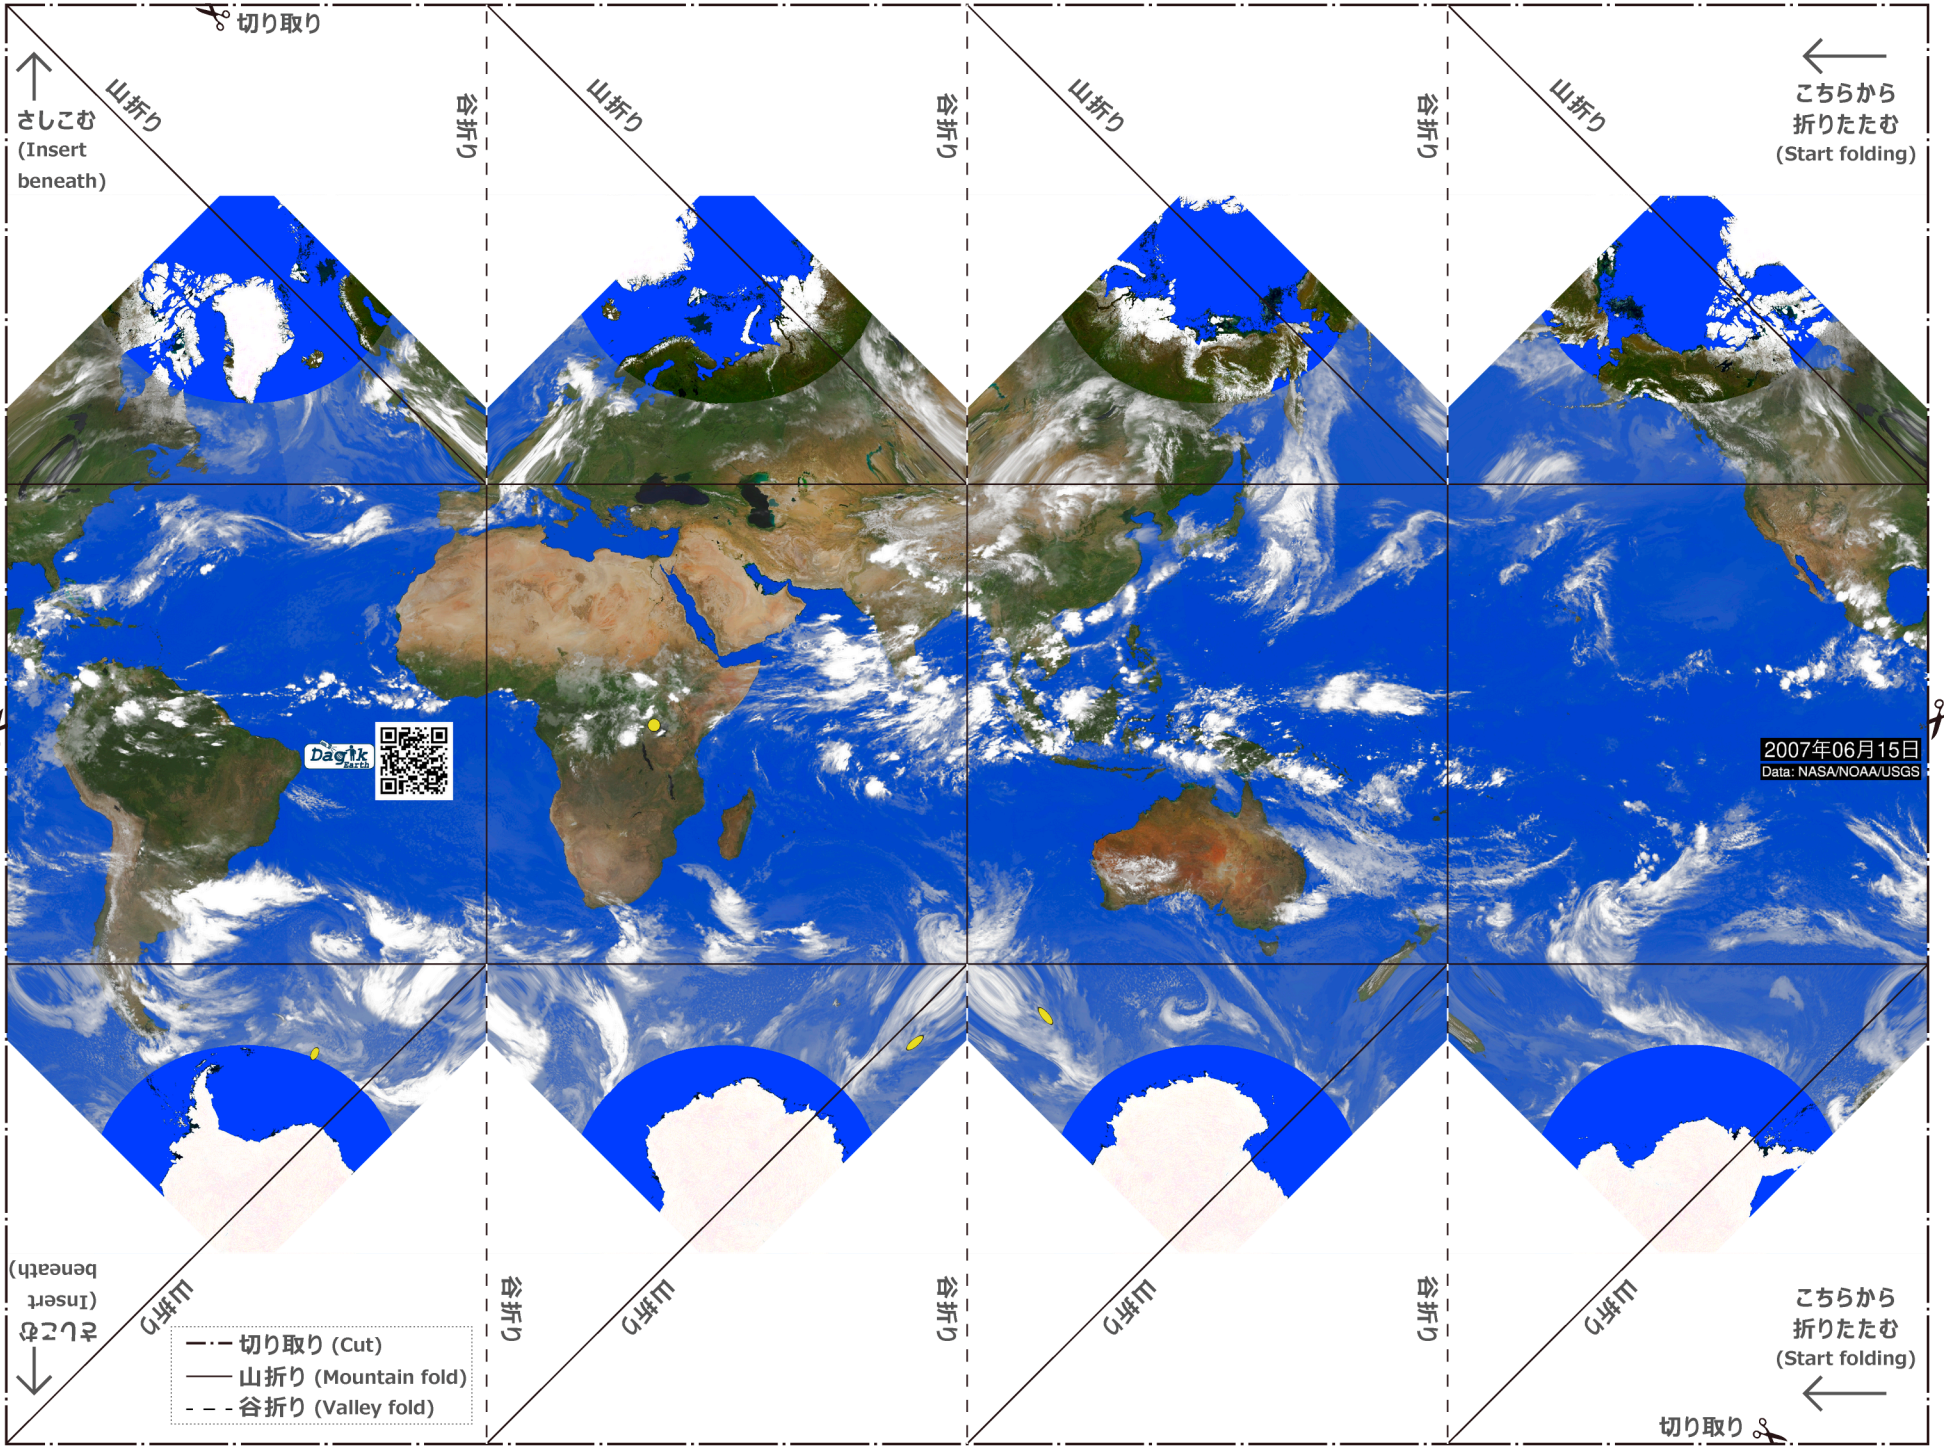 切り取り
山折り
谷折り
山折り
谷折り
山折り
谷折り
山折り
さしこむ
(Insert
beneath)
こちらから
折りたたむ
(Start folding)
Dagik
Earth
2007年06月15日
Data: NASA/NOAA/USGS
さしこむ
(Insert
beneath)
山折り
谷折り
山折り
谷折り
山折り
谷折り
山折り
こちらから
折りたたむ
(Start folding)
切り取り (Cut)
山折り (Mountain fold)
谷折り (Valley fold)
切り取り